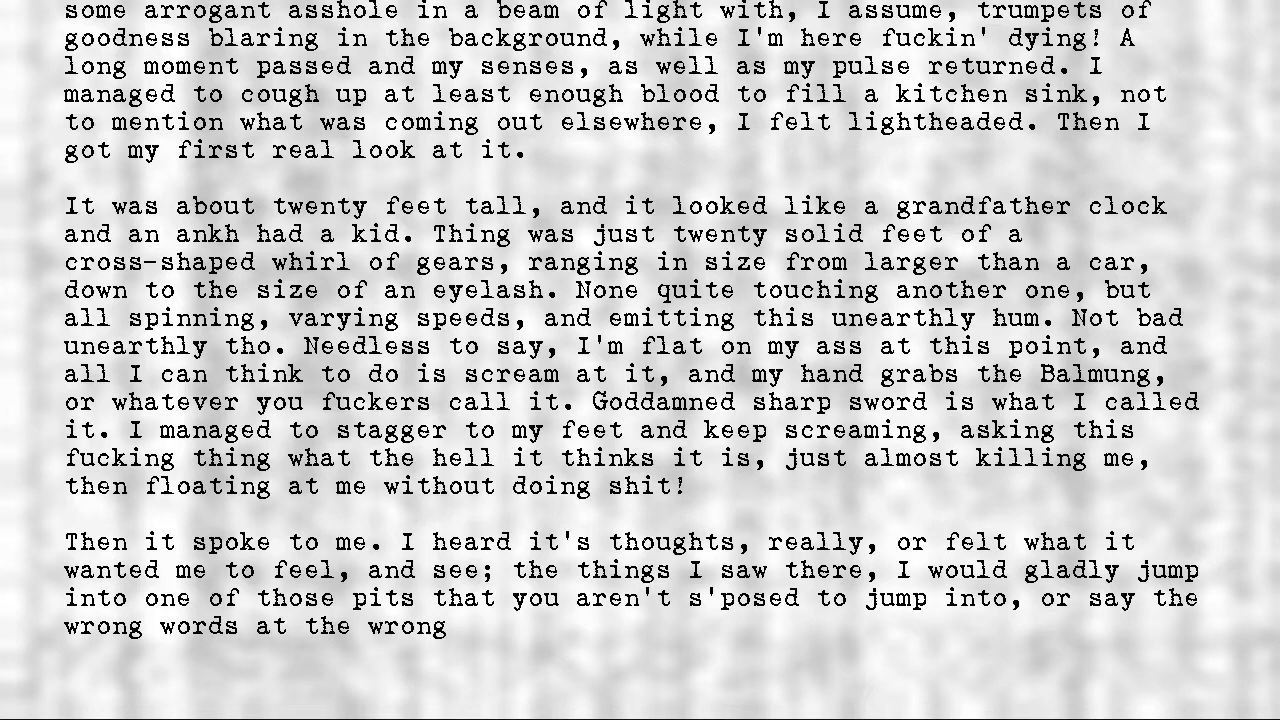 some arrogant asshole in a beam of light with, I assume, trumpets of
goodness blaring in the background, while I'm here fuckin' dying! A
long moment passed and my senses, as well as my pulse returned. I
managed to cough up at least enough blood to fill a kitchen sink, not
to mention what was coming out elsewhere, I felt lightheaded. Then I
got my first real look at it.

It was about twenty feet tall, and it looked like a grandfather clock
and an ankh had a kid. Thing was just twenty solid feet of a
cross-shaped whirl of gears, ranging in size from larger than a car,
down to the size of an eyelash. None quite touching another one, but
all spinning, varying speeds, and emitting this unearthly hum. Not bad
unearthly tho. Needless to say, I'm flat on my ass at this point, and
all I can think to do is scream at it, and my hand grabs the Balmung,
or whatever you fuckers call it. Goddamned sharp sword is what I called
it. I managed to stagger to my feet and keep screaming, asking this
fucking thing what the hell it thinks it is, just almost killing me,
then floating at me without doing shit!

Then it spoke to me. I heard it's thoughts, really, or felt what it
wanted me to feel, and see; the things I saw there, I would gladly jump
into one of those pits that you aren't s'posed to jump into, or say the
wrong words at the wrong